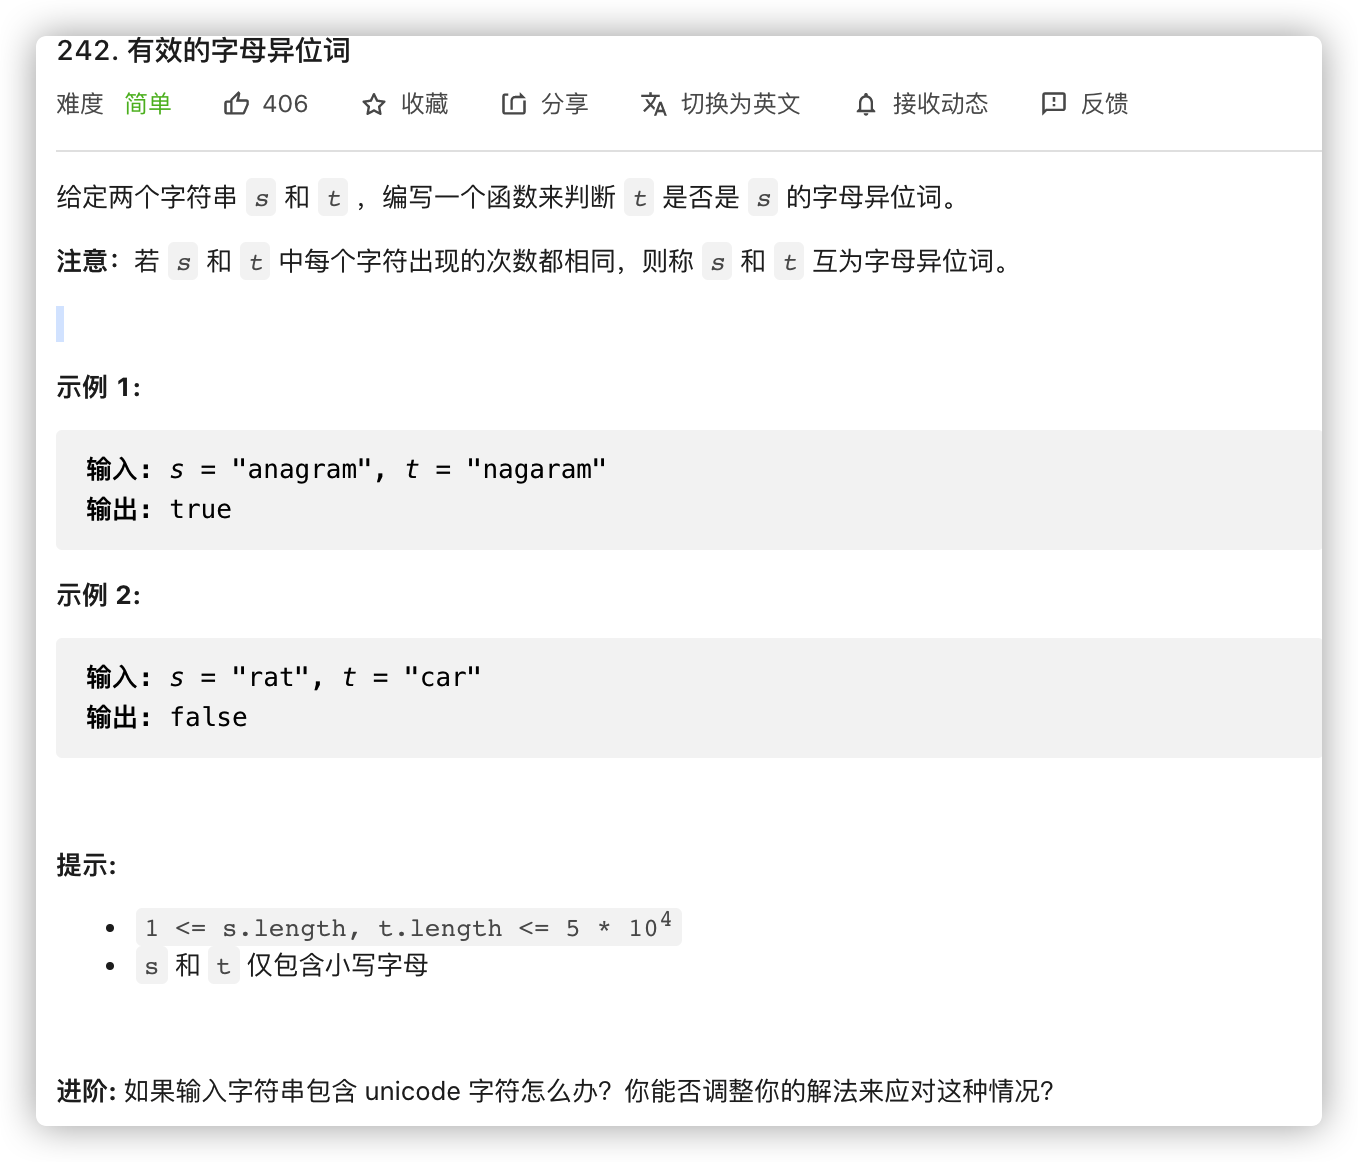 242. 有效的字母异位词
难度 简单 406 收藏 分享 切换为英文 接收动态 反馈
给定两个字符串 s 和 t ，编写一个函数来判断 t 是否是 s 的字母异位词。
注意：若 s 和 t 中每个字符出现的次数都相同，则称 s 和 t 互为字母异位词。
示例 1:
输入: s = "anagram", t = "nagaram"
输出: true
示例 2:
输入: s = "rat", t = "car"
输出: false
提示:
• 1 <= s.length, t.length <= 5 * 10⁴
• s 和 t 仅包含小写字母
进阶: 如果输入字符串包含 unicode 字符怎么办？你能否调整你的解法来应对这种情况？